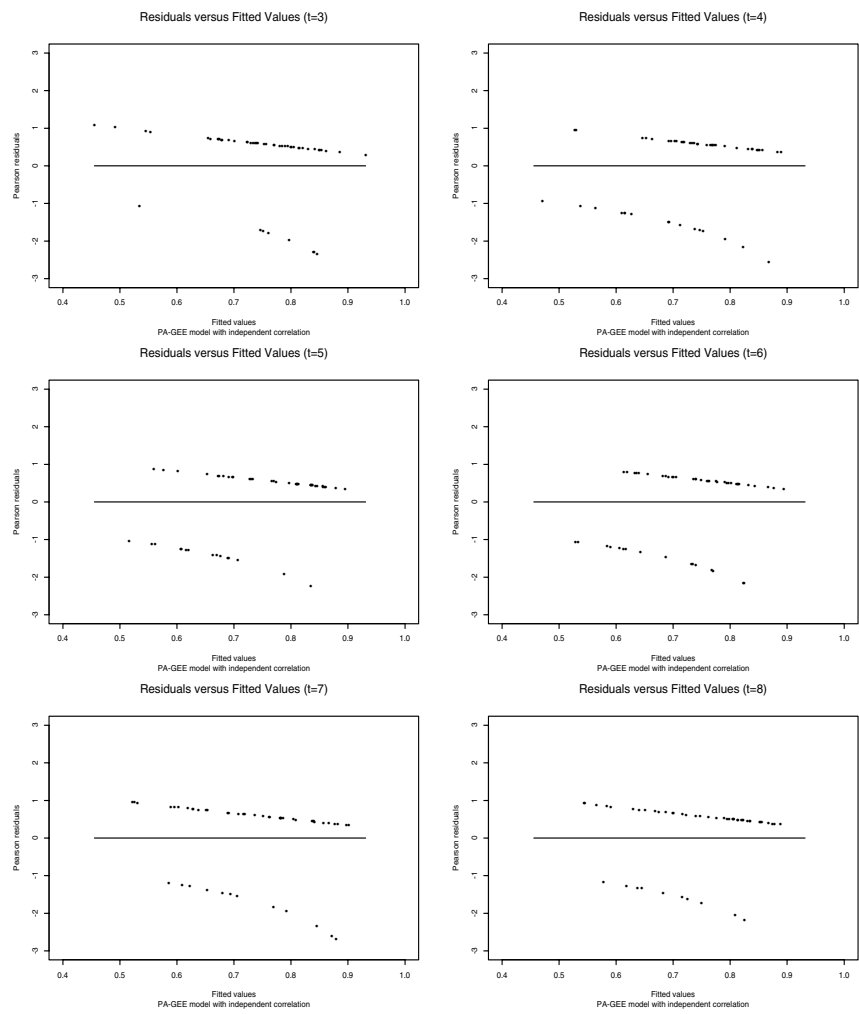 Residuals versus Fitted Values (t=3)
Pearson residuals
3
2
1
0
-1
-2
-3
0.4 0.5 0.6 0.7 0.8 0.9 1.0
Fitted values
PA-GEE model with independent correlation
Residuals versus Fitted Values (t=4)
Pearson residuals
3
2
1
0
-1
-2
-3
0.4 0.5 0.6 0.7 0.8 0.9 1.0
Fitted values
PA-GEE model with independent correlation
Residuals versus Fitted Values (t=5)
Pearson residuals
3
2
1
0
-1
-2
-3
0.4 0.5 0.6 0.7 0.8 0.9 1.0
Fitted values
PA-GEE model with independent correlation
Residuals versus Fitted Values (t=6)
Pearson residuals
3
2
1
0
-1
-2
-3
0.4 0.5 0.6 0.7 0.8 0.9 1.0
Fitted values
PA-GEE model with independent correlation
Residuals versus Fitted Values (t=7)
Pearson residuals
3
2
1
0
-1
-2
-3
0.4 0.5 0.6 0.7 0.8 0.9 1.0
Fitted values
PA-GEE model with independent correlation
Residuals versus Fitted Values (t=8)
Pearson residuals
3
2
1
0
-1
-2
-3
0.4 0.5 0.6 0.7 0.8 0.9 1.0
Fitted values
PA-GEE model with independent correlation